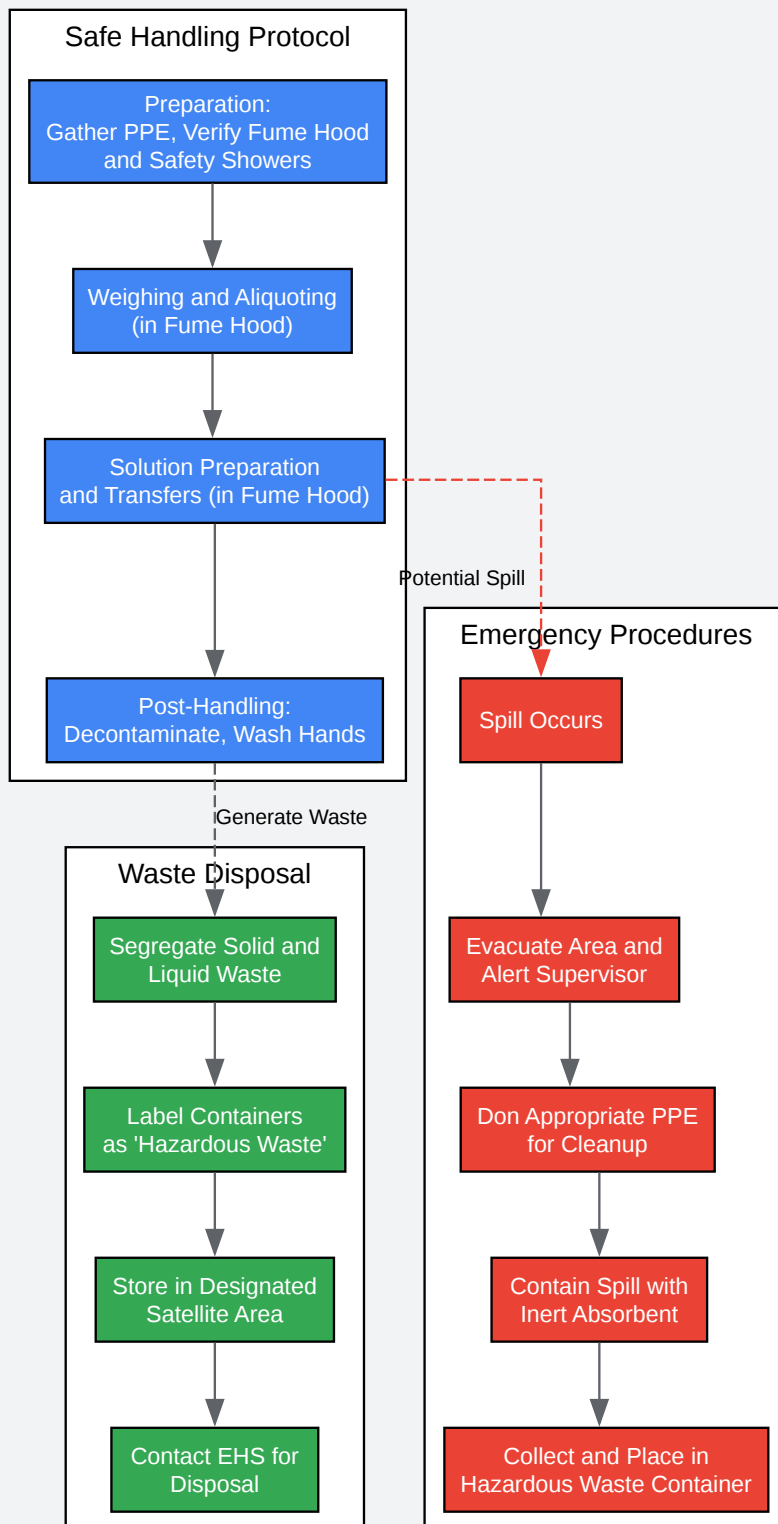 Safe Handling Protocol
Preparation:
Gather PPE, Verify Fume Hood
and Safety Showers
Weighing and Aliquoting
(in Fume Hood)
Solution Preparation
and Transfers (in Fume Hood)
Potential Spill
Post-Handling:
Decontaminate, Wash Hands
Generate Waste
Waste Disposal
Segregate Solid and
Liquid Waste
Label Containers
as 'Hazardous Waste'
Store in Designated
Satellite Area
Contact EHS for
Disposal
Emergency Procedures
Spill Occurs
Evacuate Area and
Alert Supervisor
Don Appropriate PPE
for Cleanup
Contain Spill with
Inert Absorbent
Collect and Place in
Hazardous Waste Container